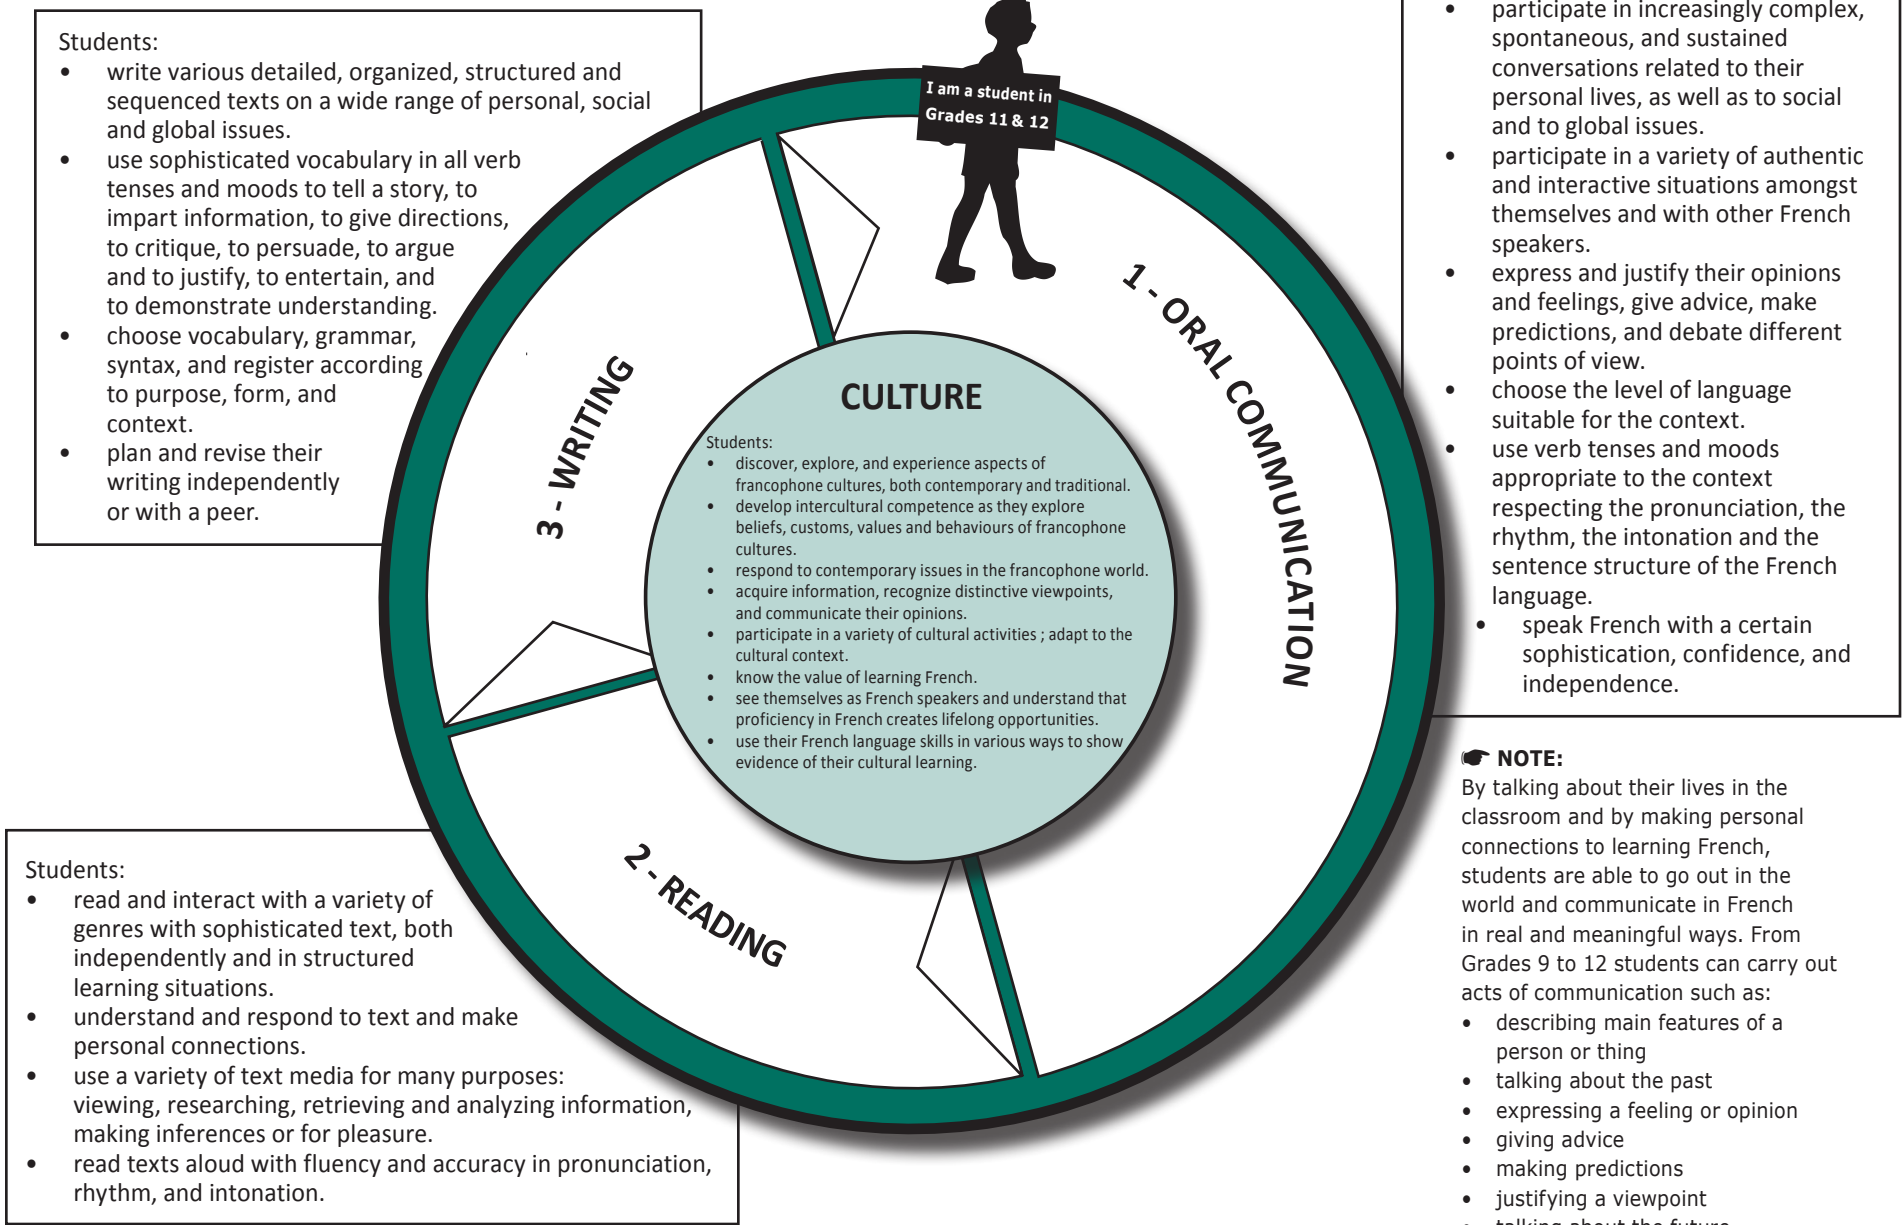 Students:
• write various detailed, organized, structured and
sequenced texts on a wide range of personal, social
and global issues.
• use sophisticated vocabulary in all verb
tenses and moods to tell a story, to
impart information, to give directions,
to critique, to persuade, to argue
and to justify, to entertain, and
to demonstrate understanding.
• choose vocabulary, grammar,
syntax, and register according
to purpose, form, and
context.
• plan and revise their
writing independently
or with a peer.
I am a student in
Grades 11 & 12
• participate in increasingly complex,
spontaneous, and sustained
conversations related to their
personal lives, as well as to social
and to global issues.
• participate in a variety of authentic
and interactive situations amongst
themselves and with other French
speakers.
• express and justify their opinions
and feelings, give advice, make
predictions, and debate different
points of view.
• choose the level of language
suitable for the context.
• use verb tenses and moods
appropriate to the context
respecting the pronunciation, the
rhythm, the intonation and the
sentence structure of the French
language.
• speak French with a certain
sophistication, confidence, and
independence.
1 - ORAL COMMUNICATION
3 - WRITING
CULTURE
Students:
• discover, explore, and experience aspects of
francophone cultures, both contemporary and traditional.
• develop intercultural competence as they explore
beliefs, customs, values and behaviours of francophone
cultures.
• respond to contemporary issues in the francophone world.
• acquire information, recognize distinctive viewpoints,
and communicate their opinions.
• participate in a variety of cultural activities ; adapt to the
cultural context.
• know the value of learning French.
• see themselves as French speakers and understand that
proficiency in French creates lifelong opportunities.
• use their French language skills in various ways to show
evidence of their cultural learning.
2 - READING
Students:
• read and interact with a variety of
genres with sophisticated text, both
independently and in structured
learning situations.
• understand and respond to text and make
personal connections.
• use a variety of text media for many purposes:
viewing, researching, retrieving and analyzing information,
making inferences or for pleasure.
• read texts aloud with fluency and accuracy in pronunciation,
rhythm, and intonation.
☛ NOTE:
By talking about their lives in the
classroom and by making personal
connections to learning French,
students are able to go out in the
world and communicate in French
in real and meaningful ways. From
Grades 9 to 12 students can carry out
acts of communication such as:
• describing main features of a
person or thing
• talking about the past
• expressing a feeling or opinion
• giving advice
• making predictions
• justifying a viewpoint
• talking about the future